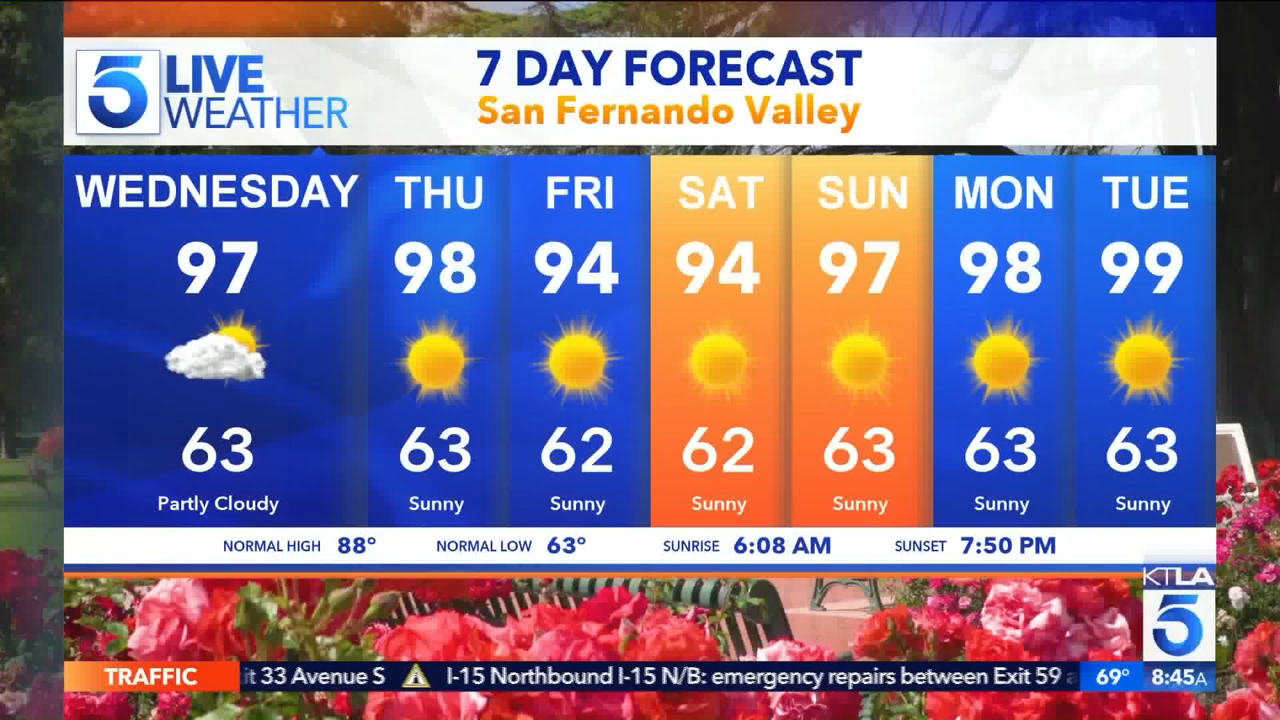 5 LIVE
WEATHER
7 DAY FORECAST
San Fernando Valley
WEDNESDAY THU FRI SAT SUN MON TUE
97 98 94 94 97 98 99
63 63 62 62 63 63 63
Partly Cloudy Sunny Sunny Sunny Sunny Sunny Sunny
NORMAL HIGH 88° NORMAL LOW 63° SUNRISE 6:08 AM SUNSET 7:50 PM
KTLA
5
TRAFFIC it 33 Avenue S I-15 Northbound I-15 N/B: emergency repairs between Exit 59 a 69° 8:45A